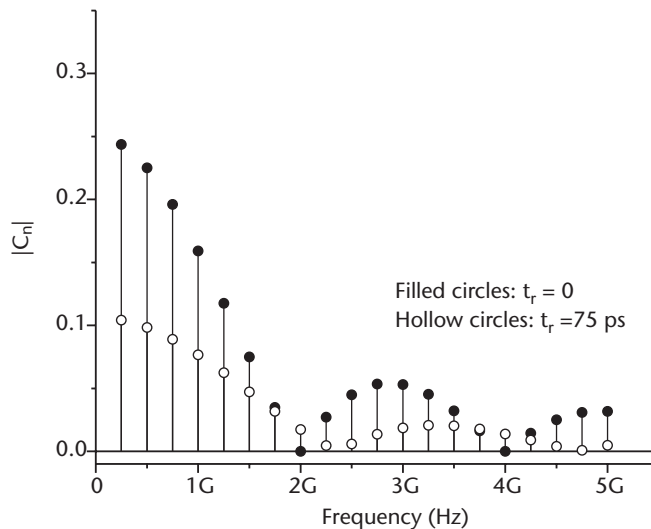 0.3
0.2
|Cn|
Filled circles: tr = 0
Hollow circles: tr =75 ps
0.1
0.0
0 1G 2G 3G 4G 5G
Frequency (Hz)